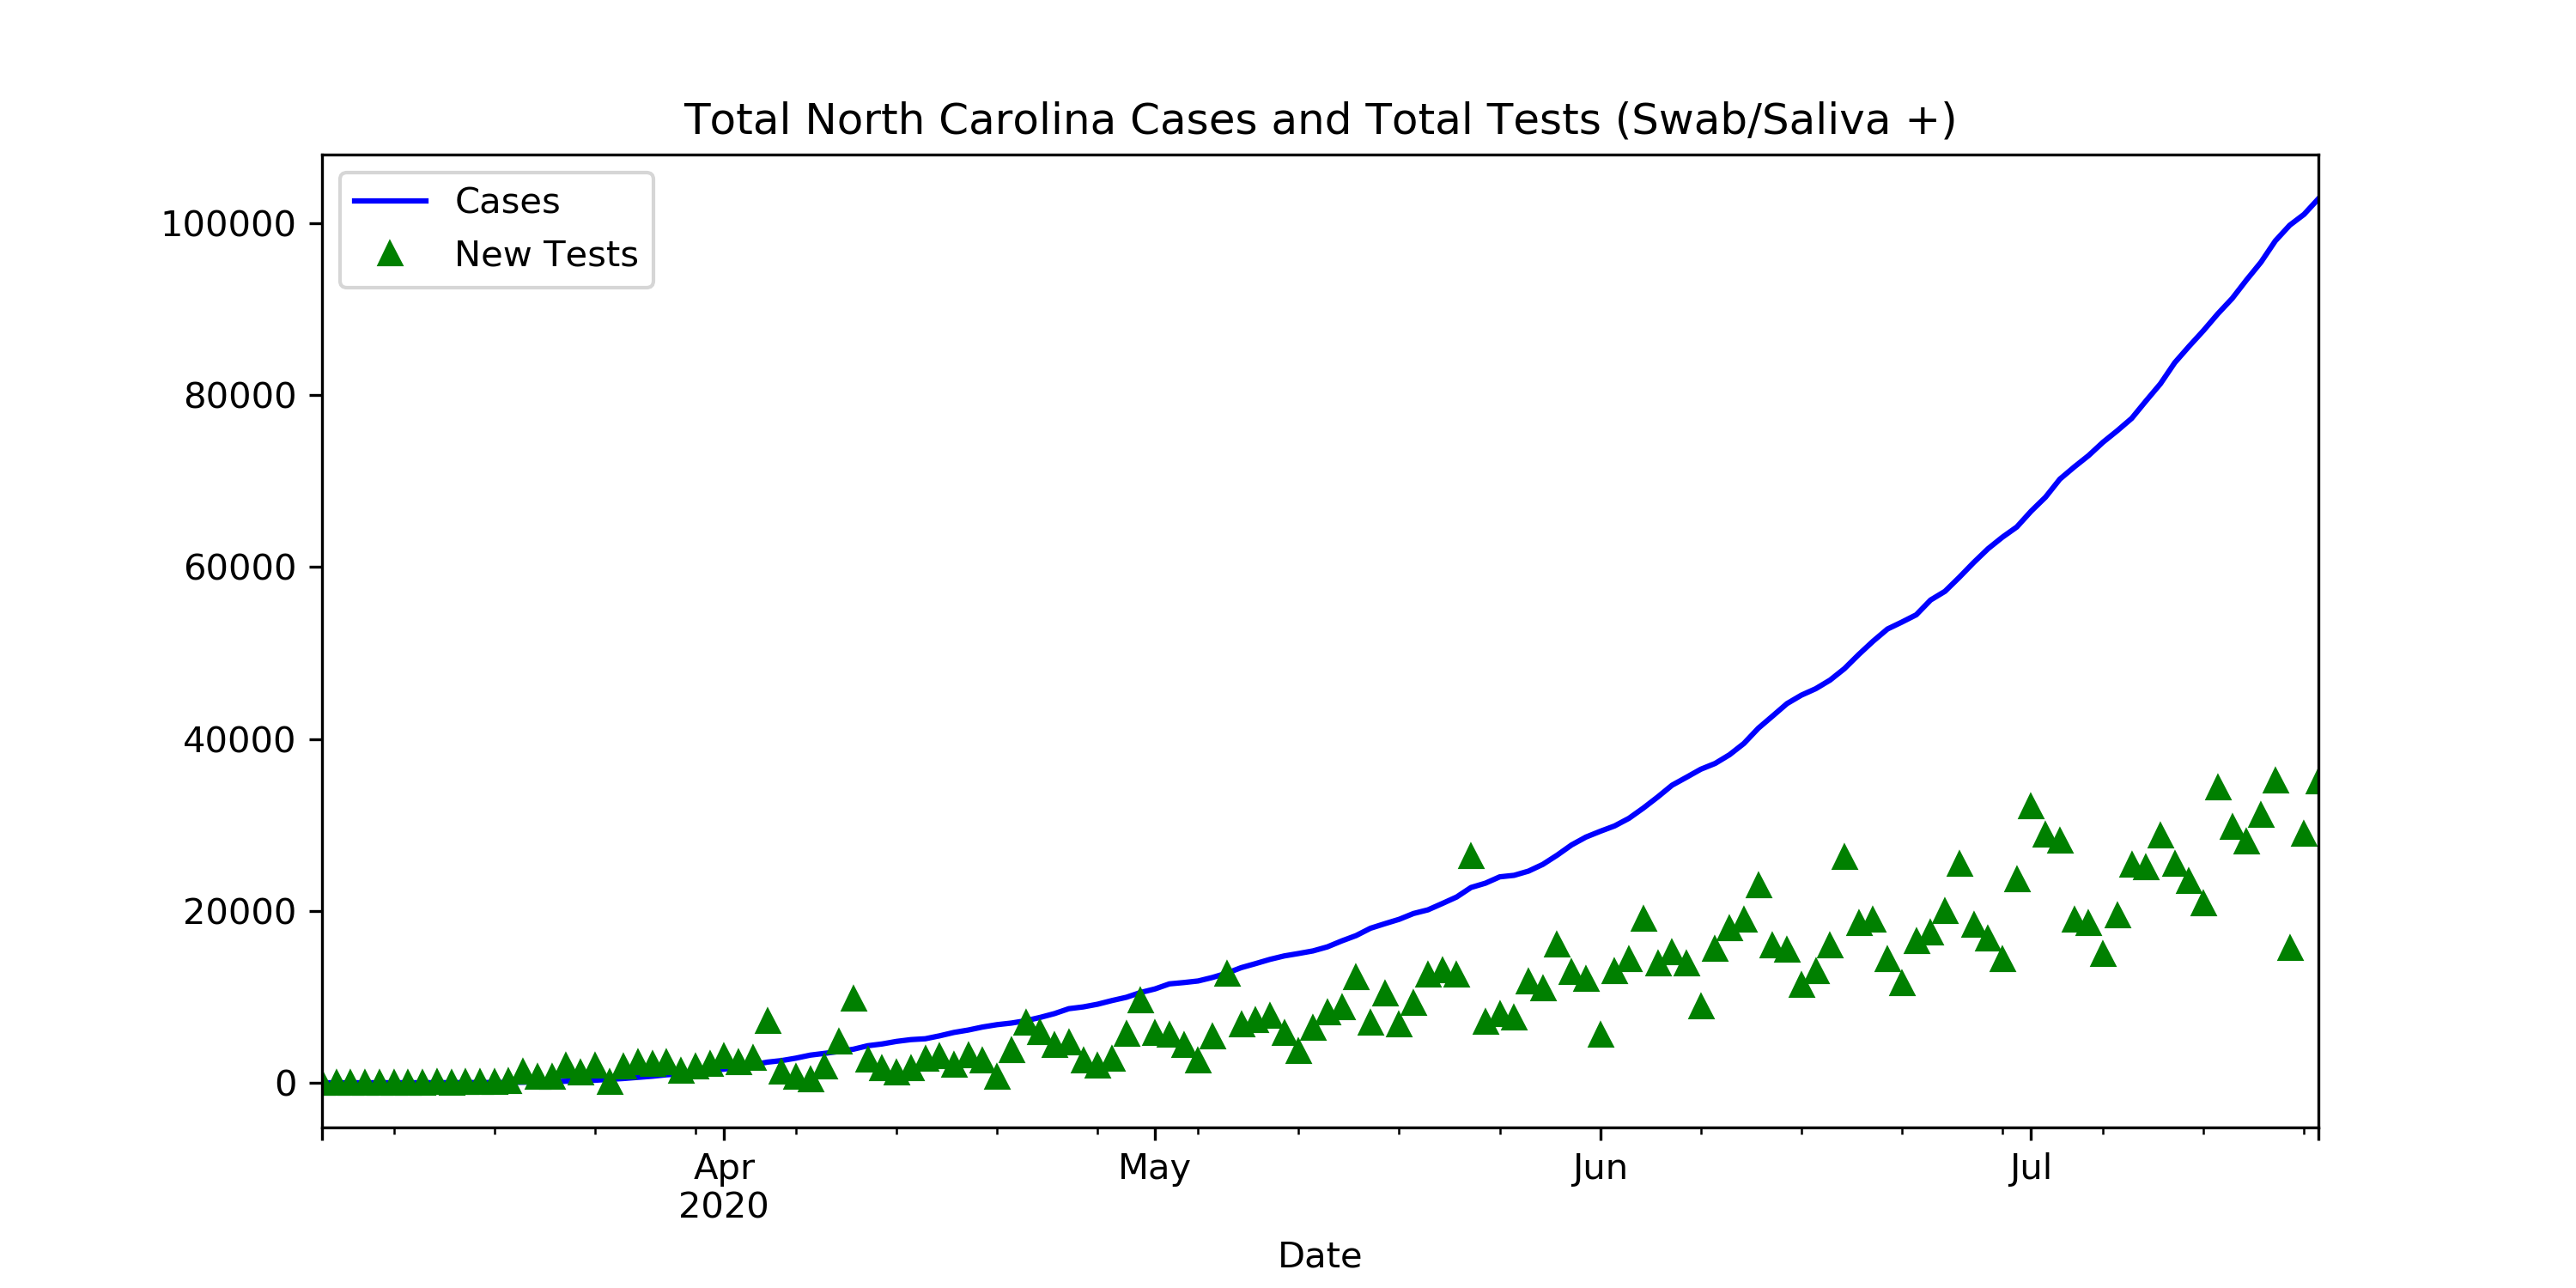 Total North Carolina Cases and Total Tests (Swab/Saliva +)
Cases
New Tests
100000
80000
60000
40000
20000
0
Apr
2020
May
Jun
Jul
Date